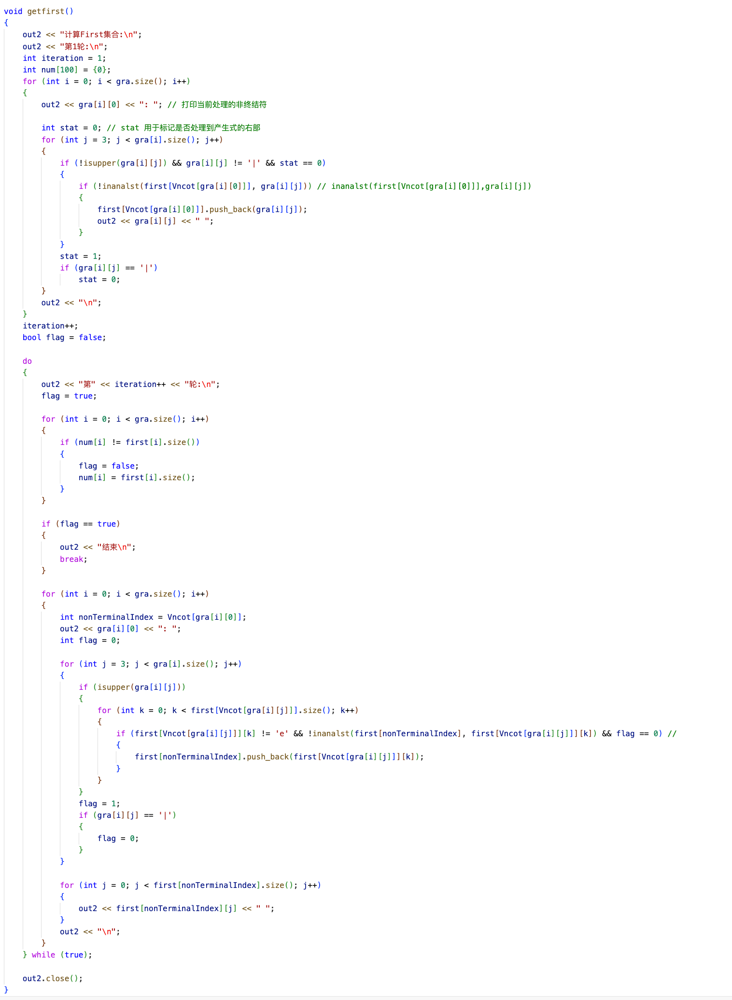 void getfirst()
{
    out2 << "计算First集合:\n";
    out2 << "第1轮:\n";
    int iteration = 1;
    int num[100] = {0};
    for (int i = 0; i < gra.size(); i++)
    {
        out2 << gra[i][0] << ": "; // 打印当前处理的非终结符

        int stat = 0; // stat 用于标记是否处理到产生式的右部
        for (int j = 3; j < gra[i].size(); j++)
        {
            if (!isupper(gra[i][j]) && gra[i][j] != '|' && stat == 0)
            {
                if (!inanalst(first[Vncot[gra[i][0]]], gra[i][j])) // inanalst(first[Vncot[gra[i][0]]],gra[i][j])
                {
                    first[Vncot[gra[i][0]]].push_back(gra[i][j]);
                    out2 << gra[i][j] << " ";
                }
            }
            stat = 1;
            if (gra[i][j] == '|')
                stat = 0;
        }
        out2 << "\n";
    }
    iteration++;
    bool flag = false;

    do
    {
        out2 << "第" << iteration++ << "轮:\n";
        flag = true;

        for (int i = 0; i < gra.size(); i++)
        {
            if (num[i] != first[i].size())
            {
                flag = false;
                num[i] = first[i].size();
            }
        }

        if (flag == true)
        {
            out2 << "结束\n";
            break;
        }

        for (int i = 0; i < gra.size(); i++)
        {
            int nonTerminalIndex = Vncot[gra[i][0]];
            out2 << gra[i][0] << ": ";
            int flag = 0;

            for (int j = 3; j < gra[i].size(); j++)
            {
                if (isupper(gra[i][j]))
                {
                    for (int k = 0; k < first[Vncot[gra[i][j]]].size(); k++)
                    {
                        if (first[Vncot[gra[i][j]]][k] != 'e' && !inanalst(first[nonTerminalIndex], first[Vncot[gra[i][j]]][k]) && flag == 0) //
                        {
                            first[nonTerminalIndex].push_back(first[Vncot[gra[i][j]]][k]);
                        }
                    }
                }
                flag = 1;
                if (gra[i][j] == '|')
                {
                    flag = 0;
                }
            }

            for (int j = 0; j < first[nonTerminalIndex].size(); j++)
            {
                out2 << first[nonTerminalIndex][j] << " ";
            }
            out2 << "\n";
        }
    } while (true);

    out2.close();
}